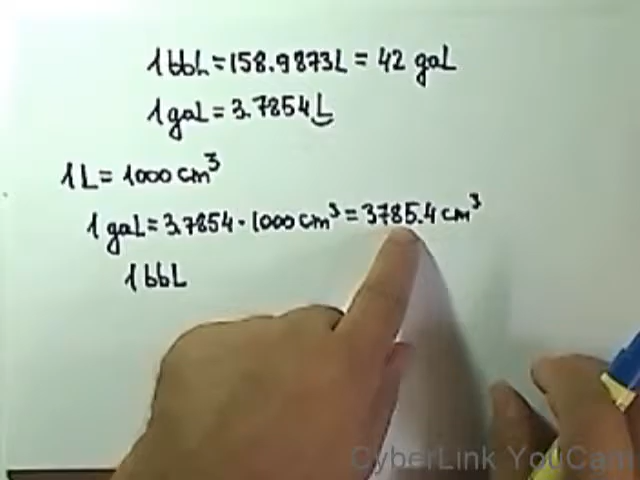 1 bbL = 158.9873L = 42 gaL
1 gaL = 3.7854 L
1 L = 1000 cm³
1 gaL = 3.7854 · 1000 cm³ = 3785.4 cm³
1 bbL
CyberLink YouCam